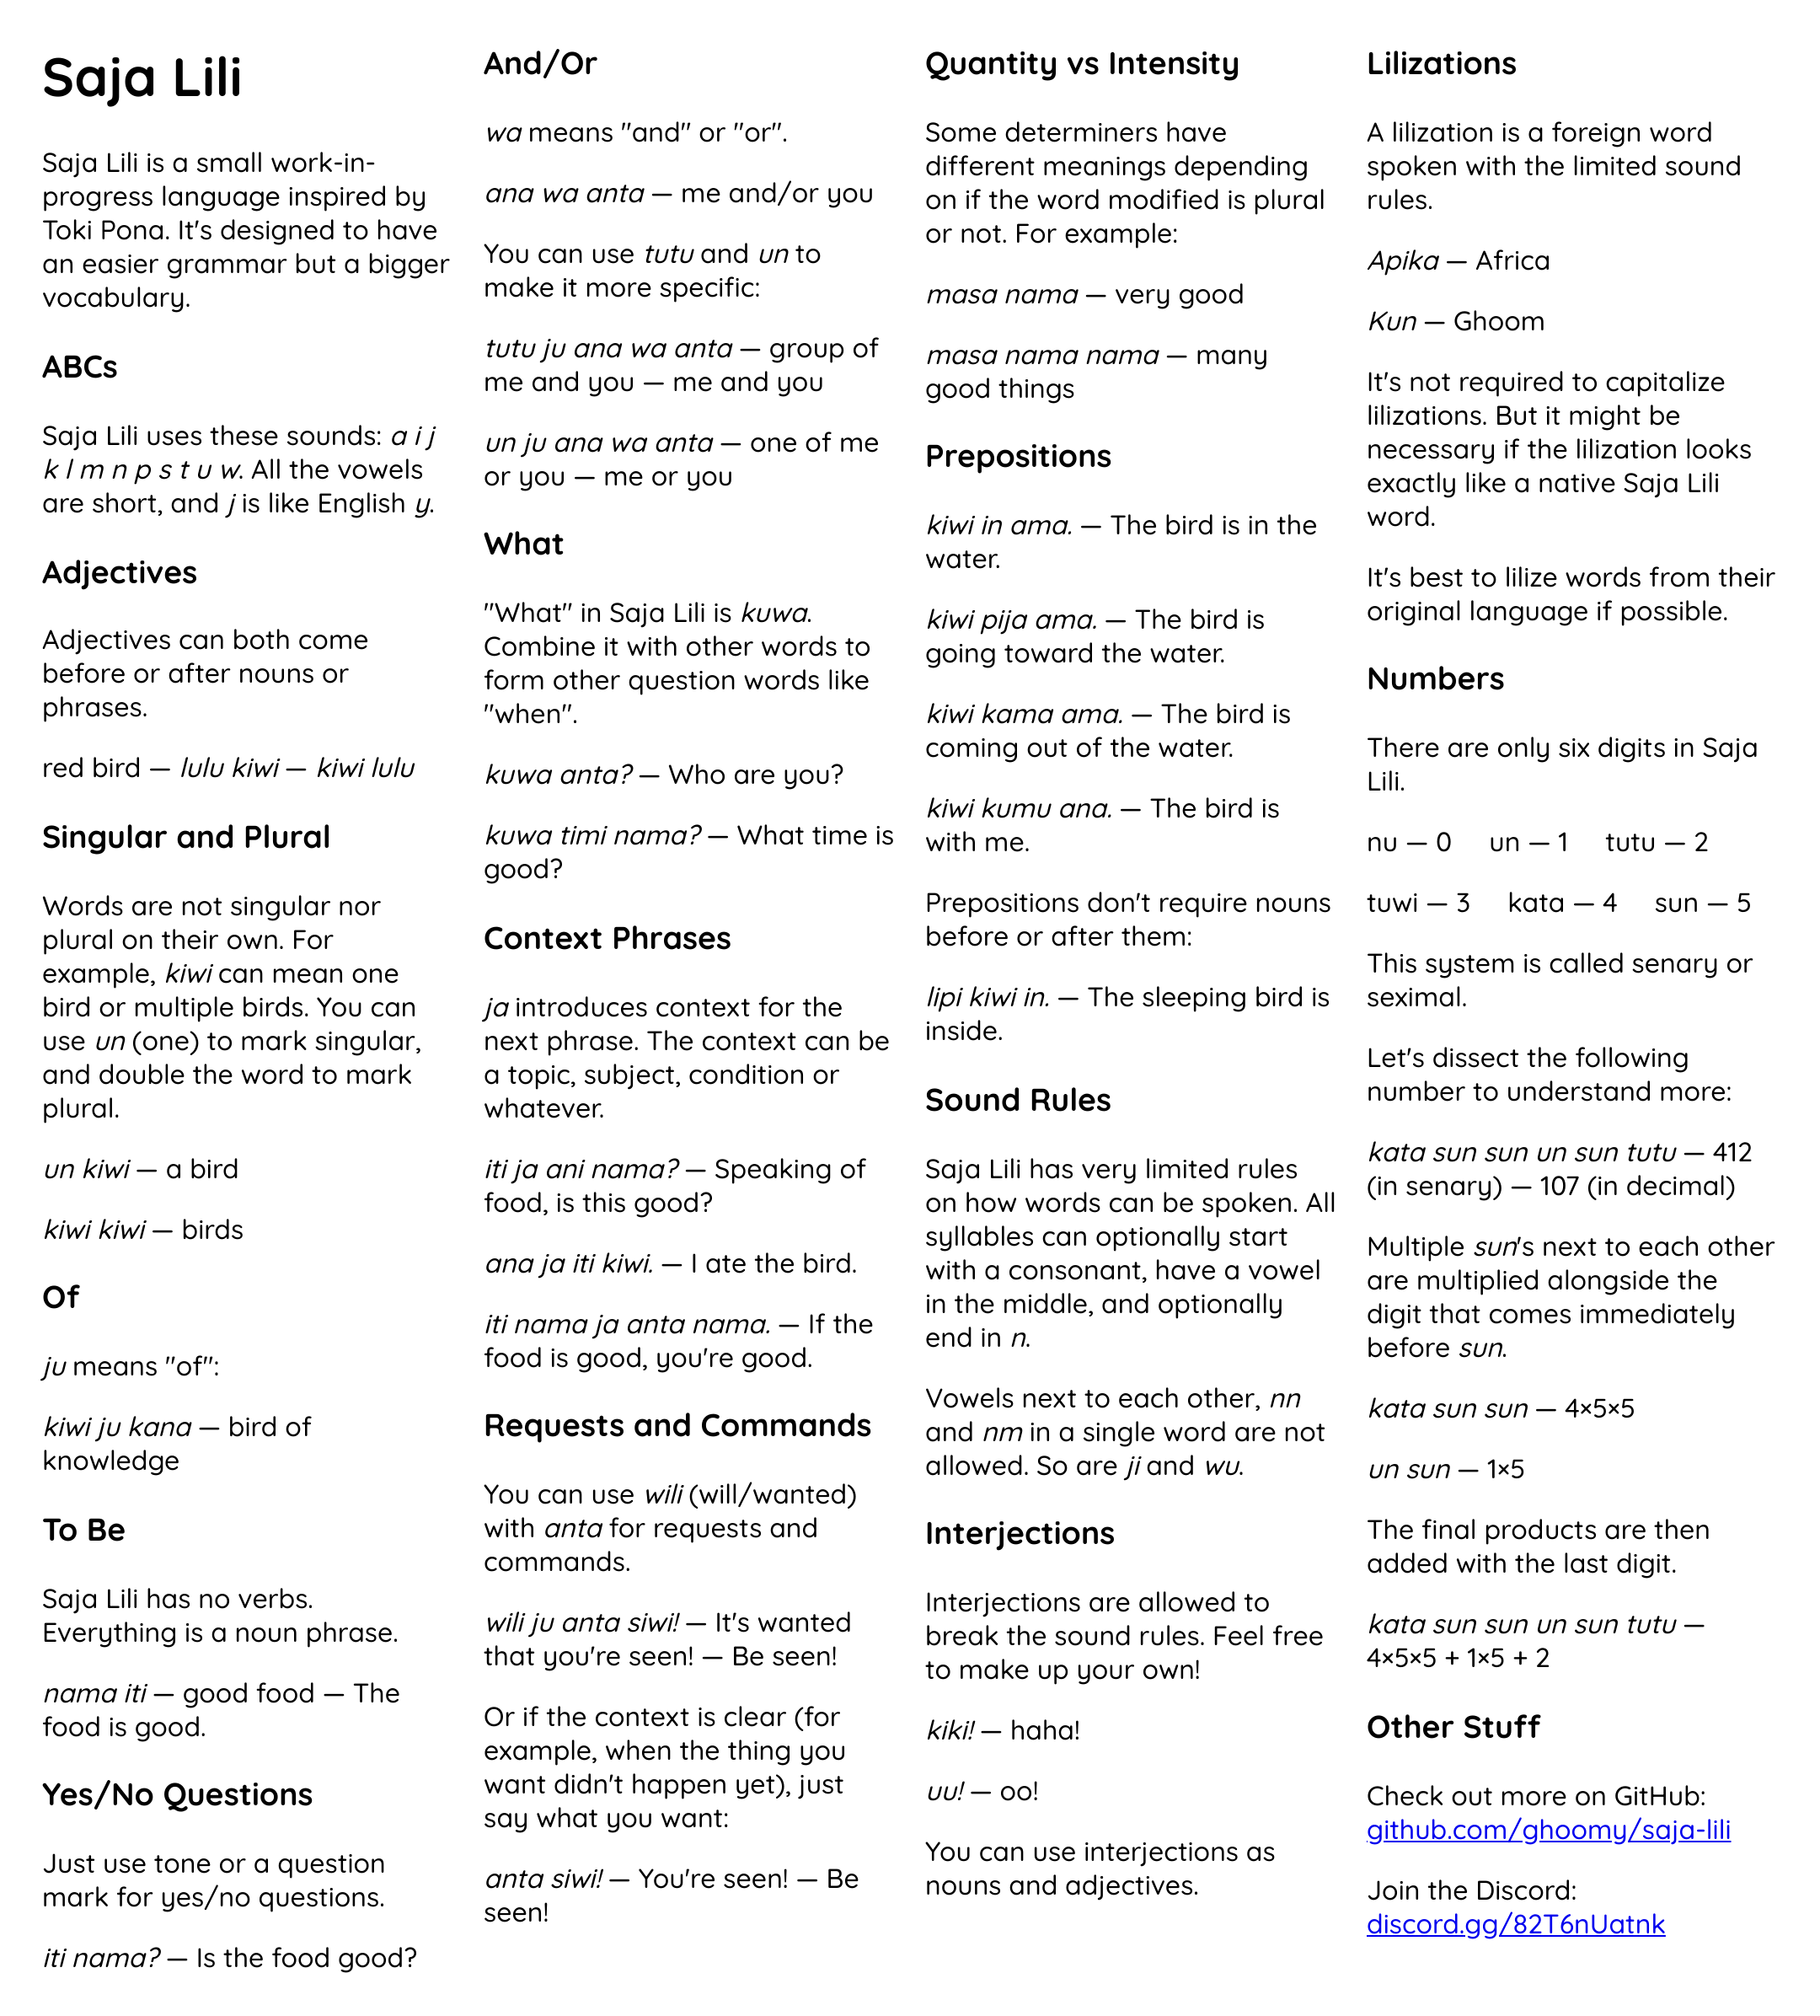 Saja Lili
Saja Lili is a small work-in-
progress language inspired by
Toki Pona. It's designed to have
an easier grammar but a bigger
vocabulary.
ABCs
Saja Lili uses these sounds: a i j
k l m n p s t u w. All the vowels
are short, and j is like English y.
Adjectives
Adjectives can both come
before or after nouns or
phrases.
red bird — lulu kiwi — kiwi lulu
Singular and Plural
Words are not singular nor
plural on their own. For
example, kiwi can mean one
bird or multiple birds. You can
use un (one) to mark singular,
and double the word to mark
plural.
un kiwi — a bird
kiwi kiwi — birds
Of
ju means "of":
kiwi ju kana — bird of
knowledge
To Be
Saja Lili has no verbs.
Everything is a noun phrase.
nama iti — good food — The
food is good.
Yes/No Questions
Just use tone or a question
mark for yes/no questions.
iti nama? — Is the food good?
And/Or
wa means "and" or "or".
ana wa anta — me and/or you
You can use tutu and un to
make it more specific:
tutu ju ana wa anta — group of
me and you — me and you
un ju ana wa anta — one of me
or you — me or you
What
"What" in Saja Lili is kuwa.
Combine it with other words to
form other question words like
"when".
kuwa anta? — Who are you?
kuwa timi nama? — What time is
good?
Context Phrases
ja introduces context for the
next phrase. The context can be
a topic, subject, condition or
whatever.
iti ja ani nama? — Speaking of
food, is this good?
ana ja iti kiwi. — I ate the bird.
iti nama ja anta nama. — If the
food is good, you're good.
Requests and Commands
You can use wili (will/wanted)
with anta for requests and
commands.
wili ju anta siwi! — It's wanted
that you're seen! — Be seen!
Or if the context is clear (for
example, when the thing you
want didn't happen yet), just
say what you want:
anta siwi! — You're seen! — Be
seen!
Quantity vs Intensity
Some determiners have
different meanings depending
on if the word modified is plural
or not. For example:
masa nama — very good
masa nama nama — many
good things
Prepositions
kiwi in ama. — The bird is in the
water.
kiwi pija ama. — The bird is
going toward the water.
kiwi kama ama. — The bird is
coming out of the water.
kiwi kumu ana. — The bird is
with me.
Prepositions don't require nouns
before or after them:
lipi kiwi in. — The sleeping bird is
inside.
Sound Rules
Saja Lili has very limited rules
on how words can be spoken. All
syllables can optionally start
with a consonant, have a vowel
in the middle, and optionally
end in n.
Vowels next to each other, nn
and nm in a single word are not
allowed. So are ji and wu.
Interjections
Interjections are allowed to
break the sound rules. Feel free
to make up your own!
kiki! — haha!
uu! — oo!
You can use interjections as
nouns and adjectives.
Lilizations
A lilization is a foreign word
spoken with the limited sound
rules.
Apika — Africa
Kun — Ghoom
It's not required to capitalize
lilizations. But it might be
necessary if the lilization looks
exactly like a native Saja Lili
word.
It's best to lilize words from their
original language if possible.
Numbers
There are only six digits in Saja
Lili.
nu — 0 un — 1 tutu — 2
tuwi — 3 kata — 4 sun — 5
This system is called senary or
seximal.
Let's dissect the following
number to understand more:
kata sun sun un sun tutu — 412
(in senary) — 107 (in decimal)
Multiple sun's next to each other
are multiplied alongside the
digit that comes immediately
before sun.
kata sun sun — 4×5×5
un sun — 1×5
The final products are then
added with the last digit.
kata sun sun un sun tutu —
4×5×5 + 1×5 + 2
Other Stuff
Check out more on GitHub:
github.com/ghoomy/saja-lili
Join the Discord:
discord.gg/82T6nUatnk